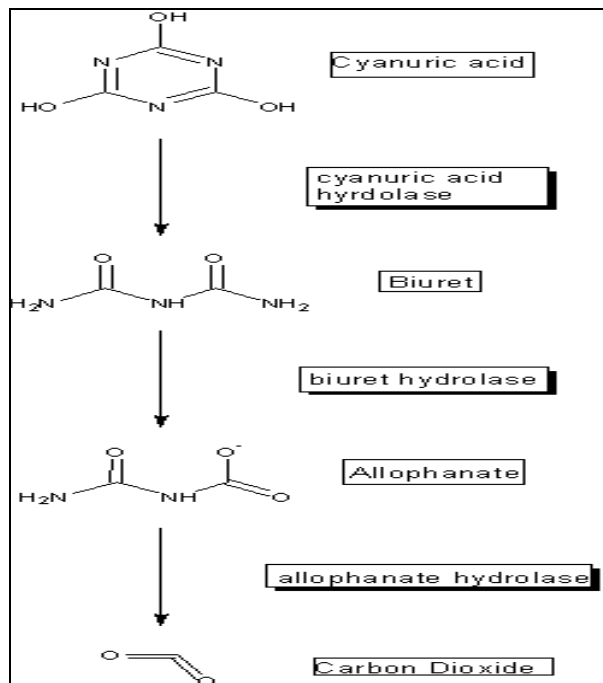 OH
N
N
HO
N
OH
Cyanuric acid
cyanuric acid
hyrdolase
O
O
H₂N
NH
NH₂
Biuret
biuret hydrolase
O
O⁻
H₂N
NH
O
Allophanate
allophanate hydrolase
O
O
Carbon Dioxide